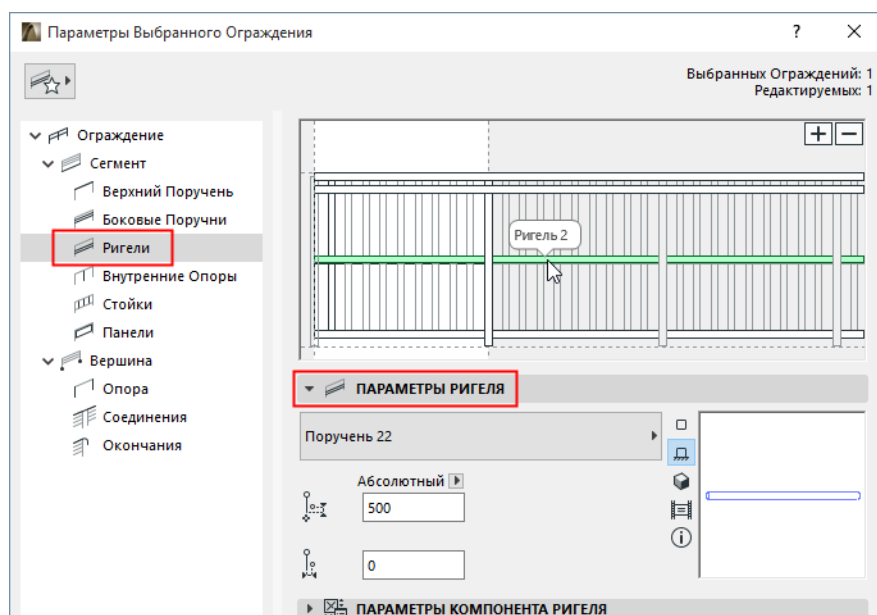 Параметры Выбранного Ограждения
?
Выбранных Ограждений: 1
Редактируемых: 1
Ограждение
Сегмент
Верхний Поручень
Боковые Поручни
Ригели
Внутренние Опоры
Стойки
Панели
Вершина
Опора
Соединения
Окончания
Ригель 2
ПАРАМЕТРЫ РИГЕЛЯ
Поручень 22
Абсолютный
500
0
ПАРАМЕТРЫ КОМПОНЕНТА РИГЕЛЯ